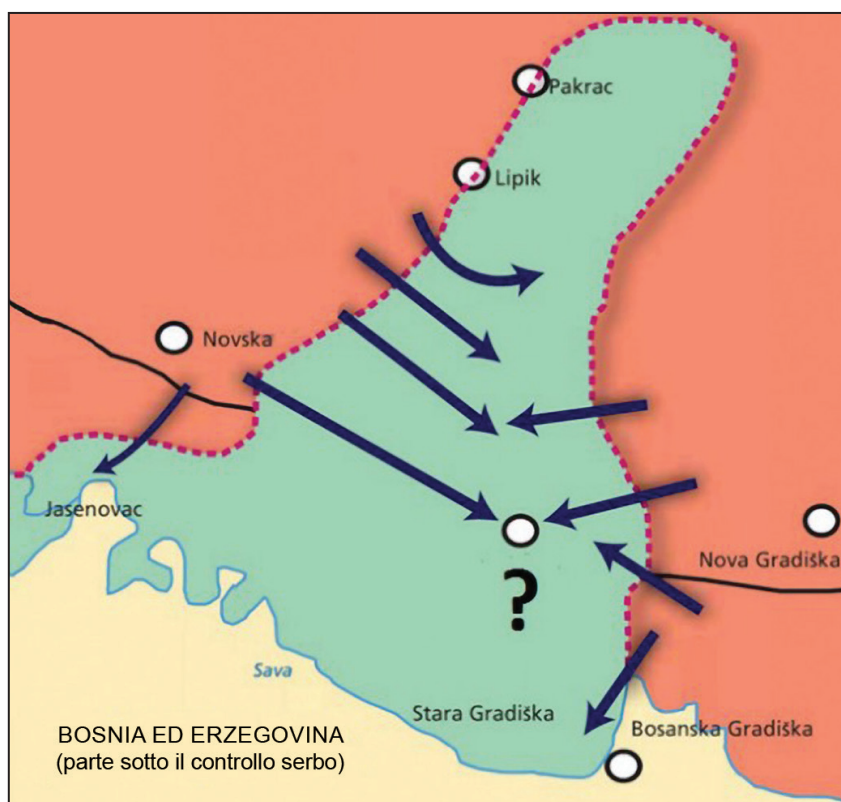 Pakrac
Lipik
Novska
Jasenovac
Nova Gradiška
?
Sava
Stara Gradiška
Bosanska Gradiška
BOSNIA ED ERZEGOVINA
(parte sotto il controllo serbo)